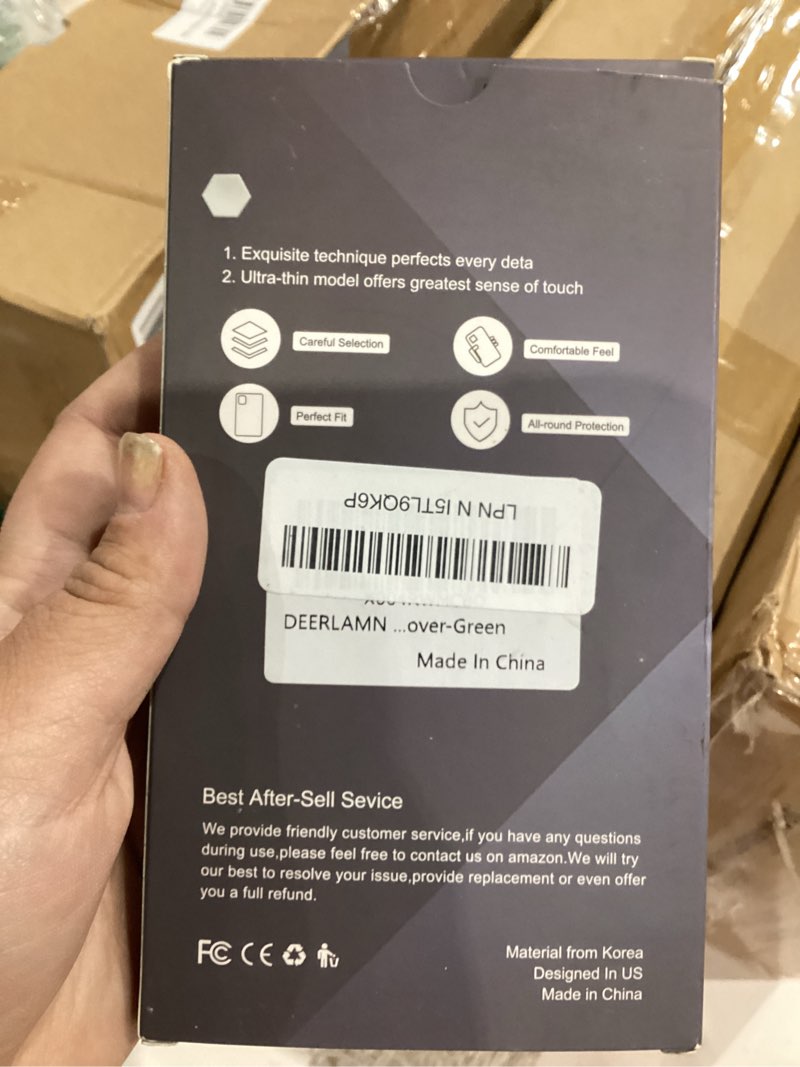 1. Exquisite technique perfects every deta
2. Ultra-thin model offers greatest sense of touch
Careful Selection
Comfortable Feel
Perfect Fit
All-round Protection
LPN N I5TL9QK6P
DEERLAMN ...over-Green
Made In China
Best After-Sell Sevice
We provide friendly customer service,if you have any questions
during use,please feel free to contact us on amazon.We will try
our best to resolve your issue,provide replacement or even offer
you a full refund.
FC CE
Material from Korea
Designed In US
Made in China